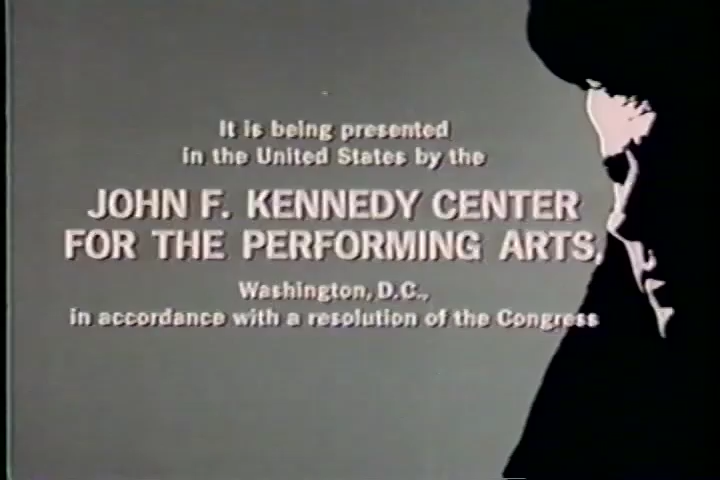 It is being presented
in the United States by the
JOHN F. KENNEDY CENTER
FOR THE PERFORMING ARTS,
Washington, D.C.,
in accordance with a resolution of the Congress